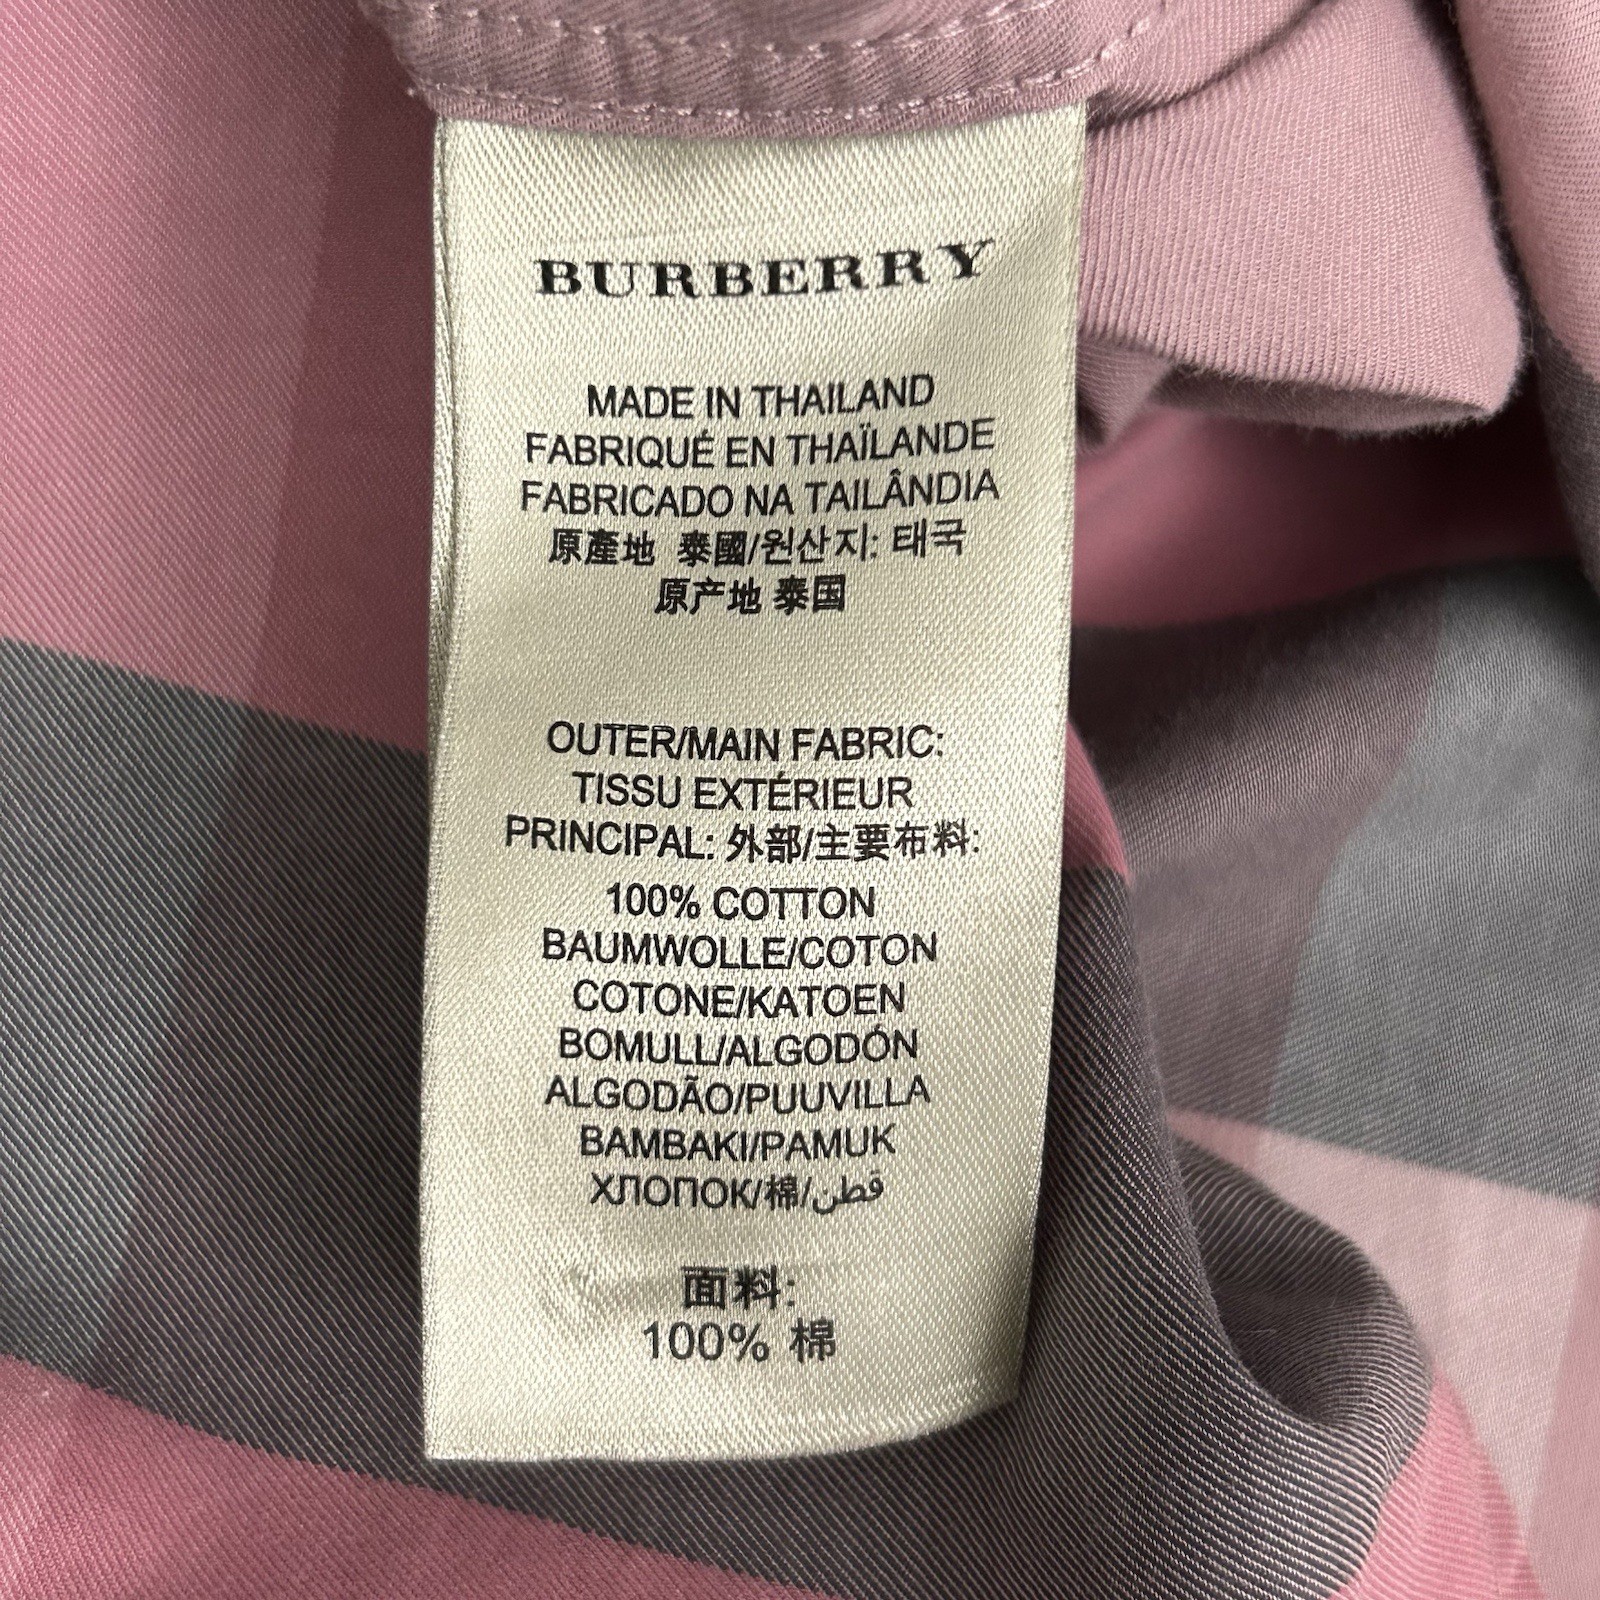 BURBERRY
MADE IN THAILAND
FABRIQUÉ EN THAÏLANDE
FABRICADO NA TAILÂNDIA
原產地 泰國/원산지: 태국
原产地 泰国
OUTER/MAIN FABRIC:
TISSU EXTÉRIEUR
PRINCIPAL: 外部/主要布料:
100% COTTON
BAUMWOLLE/COTON
COTONE/KATOEN
BOMULL/ALGODÓN
ALGODÃO/PUUVILLA
BAMBAKI/PAMUK
ХЛОПОК/棉/قطن
面料:
100% 棉